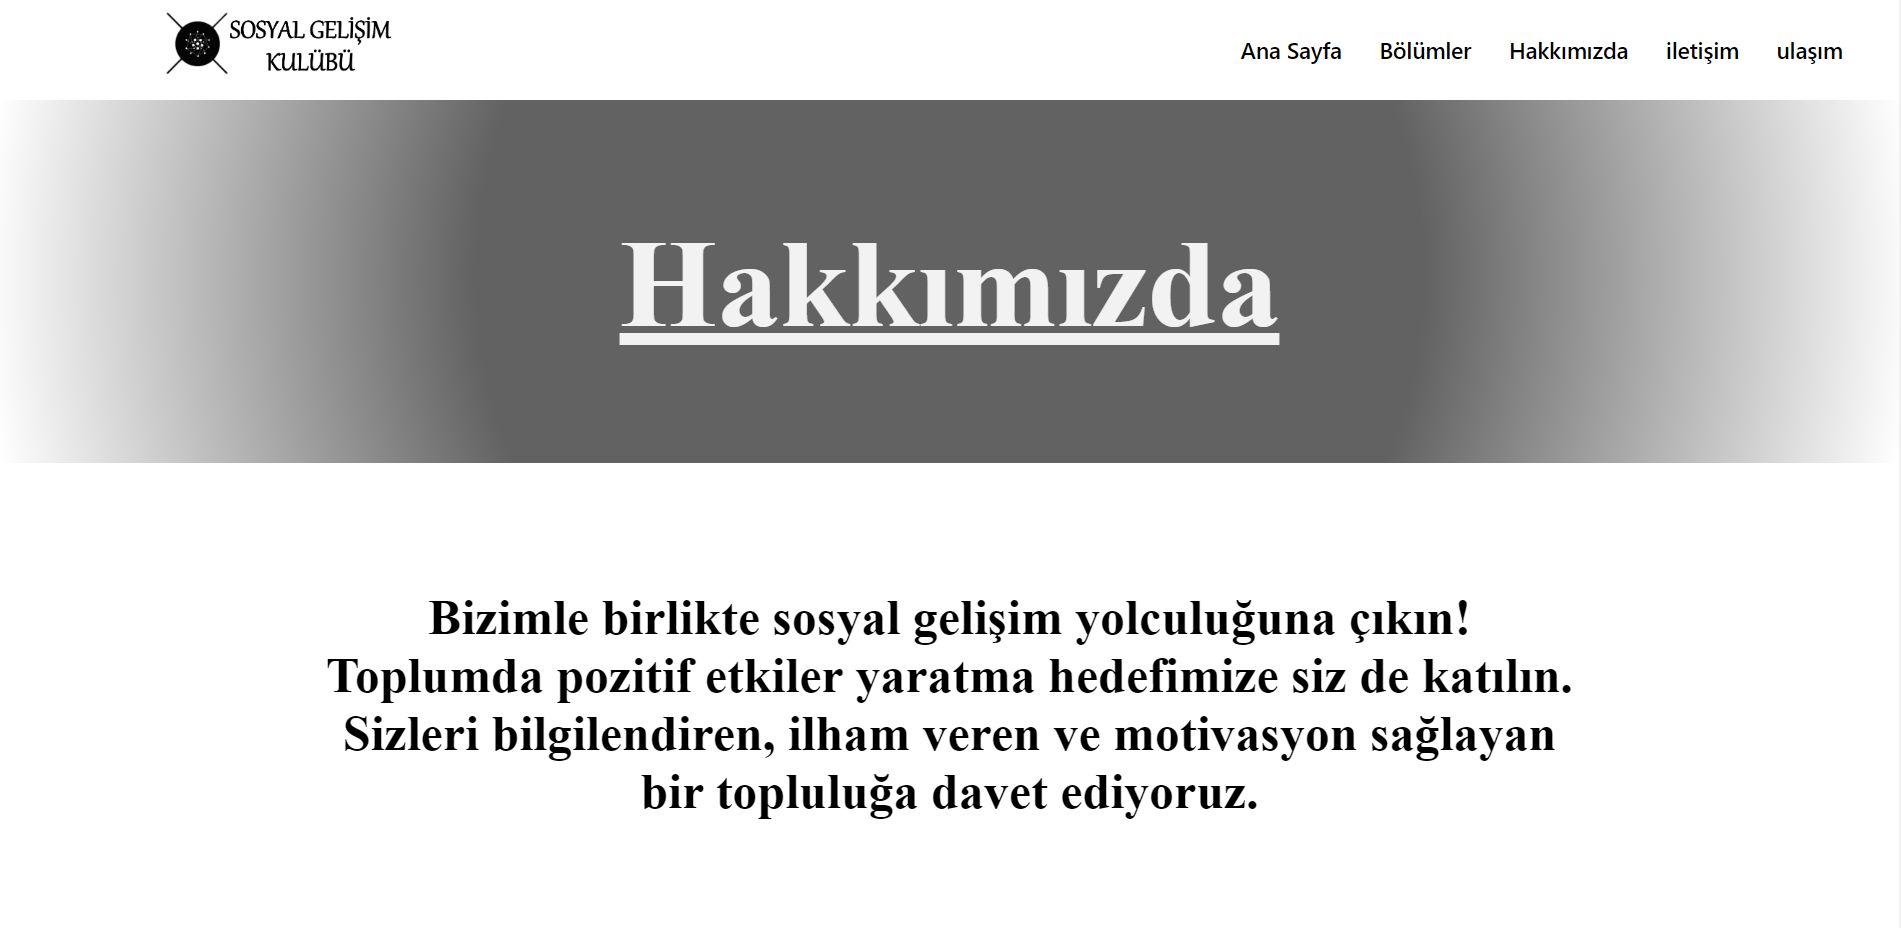 SOSYAL GELİŞİM
KULÜBÜ
Ana Sayfa Bölümler Hakkımızda iletişim ulaşım
Hakkımızda
Bizimle birlikte sosyal gelişim yolculuğuna çıkın!
Toplumda pozitif etkiler yaratma hedefimize siz de katılın.
Sizleri bilgilendiren, ilham veren ve motivasyon sağlayan
bir topluluğa davet ediyoruz.